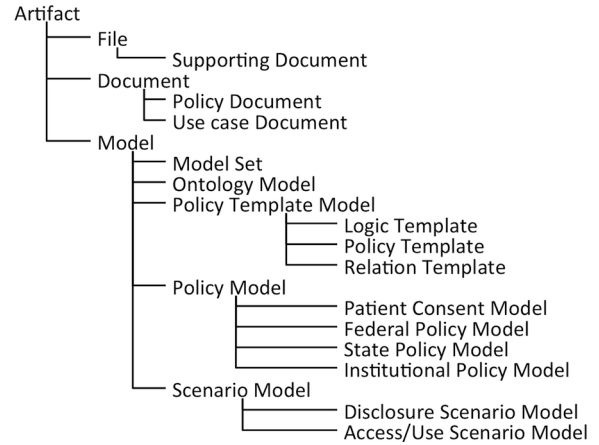 Artifact
File
Supporting Document
Document
Policy Document
Use case Document
Model
Model Set
Ontology Model
Policy Template Model
Logic Template
Policy Template
Relation Template
Policy Model
Patient Consent Model
Federal Policy Model
State Policy Model
Institutional Policy Model
Scenario Model
Disclosure Scenario Model
Access/Use Scenario Model